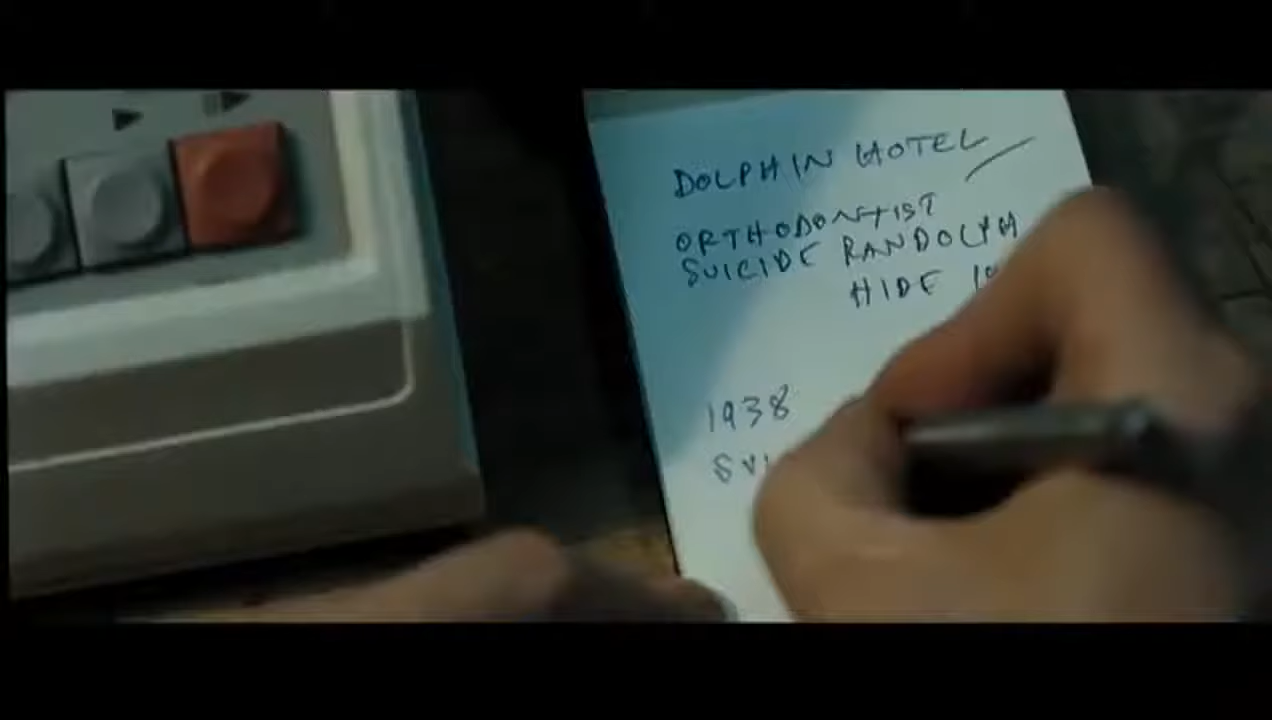 DOLPHIN HOTEL
ORTHODONTIST
SUICIDE RANDOLPH
HIDE
1938